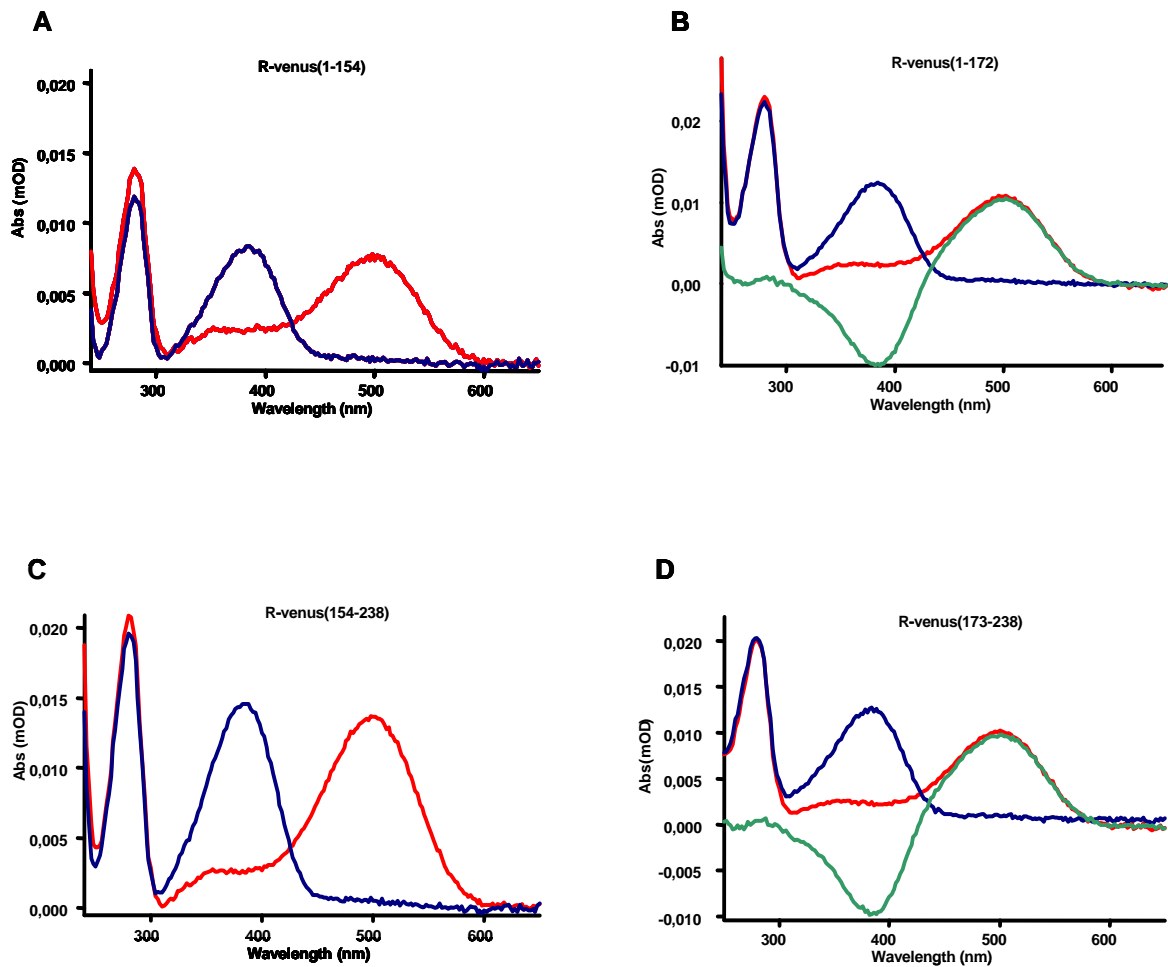 A
R-venus(1-154)
0,020
0,015
0,010
0,005
0,000
Abs (mOD)
300 400 500 600
Wavelength (nm)
B
R-venus(1-172)
0,02
0,01
0,00
-0,01
Abs (mOD)
300 400 500 600
Wavelength (nm)
C
R-venus(154-238)
0,020
0,015
0,010
0,005
0,000
Abs (mOD)
300 400 500 600
Wavelength (nm)
D
R-venus(173-238)
0,020
0,015
0,010
0,005
0,000
-0,005
-0,010
Abs(mOD)
300 400 500 600
Wavelength (nm)